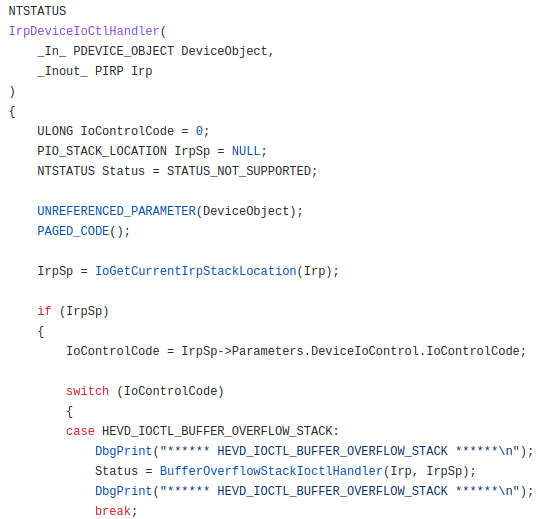 NTSTATUS
IrpDeviceIoCtlHandler(
    _In_ PDEVICE_OBJECT DeviceObject,
    _Inout_ PIRP Irp
)
{
    ULONG IoControlCode = 0;
    PIO_STACK_LOCATION IrpSp = NULL;
    NTSTATUS Status = STATUS_NOT_SUPPORTED;

    UNREFERENCED_PARAMETER(DeviceObject);
    PAGED_CODE();

    IrpSp = IoGetCurrentIrpStackLocation(Irp);

    if (IrpSp)
    {
        IoControlCode = IrpSp->Parameters.DeviceIoControl.IoControlCode;

        switch (IoControlCode)
        {
        case HEVD_IOCTL_BUFFER_OVERFLOW_STACK:
            DbgPrint("****** HEVD_IOCTL_BUFFER_OVERFLOW_STACK ******\n");
            Status = BufferOverflowStackIoctlHandler(Irp, IrpSp);
            DbgPrint("****** HEVD_IOCTL_BUFFER_OVERFLOW_STACK ******\n");
            break;